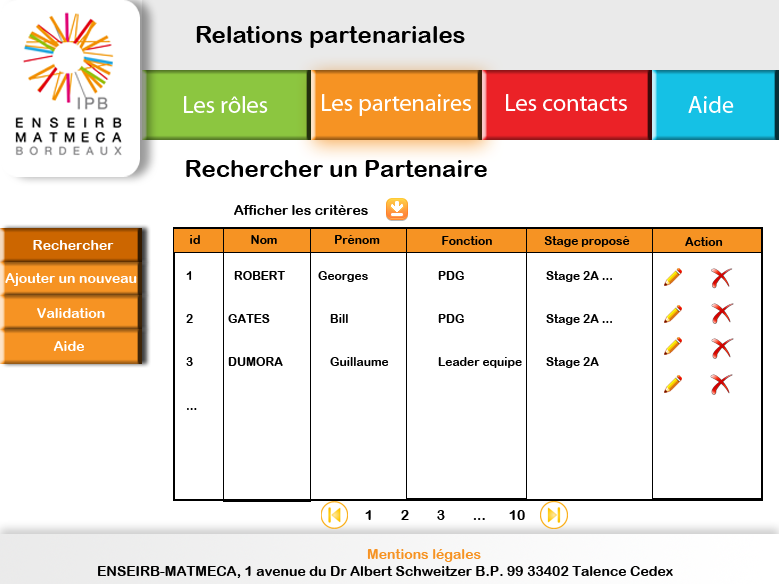 IPB
ENSEIRB
MATMECA
BORDEAUX
Relations partenariales
Les rôles
Les partenaires
Les contacts
Aide
Rechercher un Partenaire
Afficher les critères
Rechercher
Ajouter un nouveau
Validation
Aide
id Nom Prénom Fonction Stage proposé Action
1 ROBERT Georges PDG Stage 2A ...
2 GATES Bill PDG Stage 2A ...
3 DUMORA Guillaume Leader equipe Stage 2A
...
1 2 3 ... 10
Mentions légales
ENSEIRB-MATMECA, 1 avenue du Dr Albert Schweitzer B.P. 99 33402 Talence Cedex